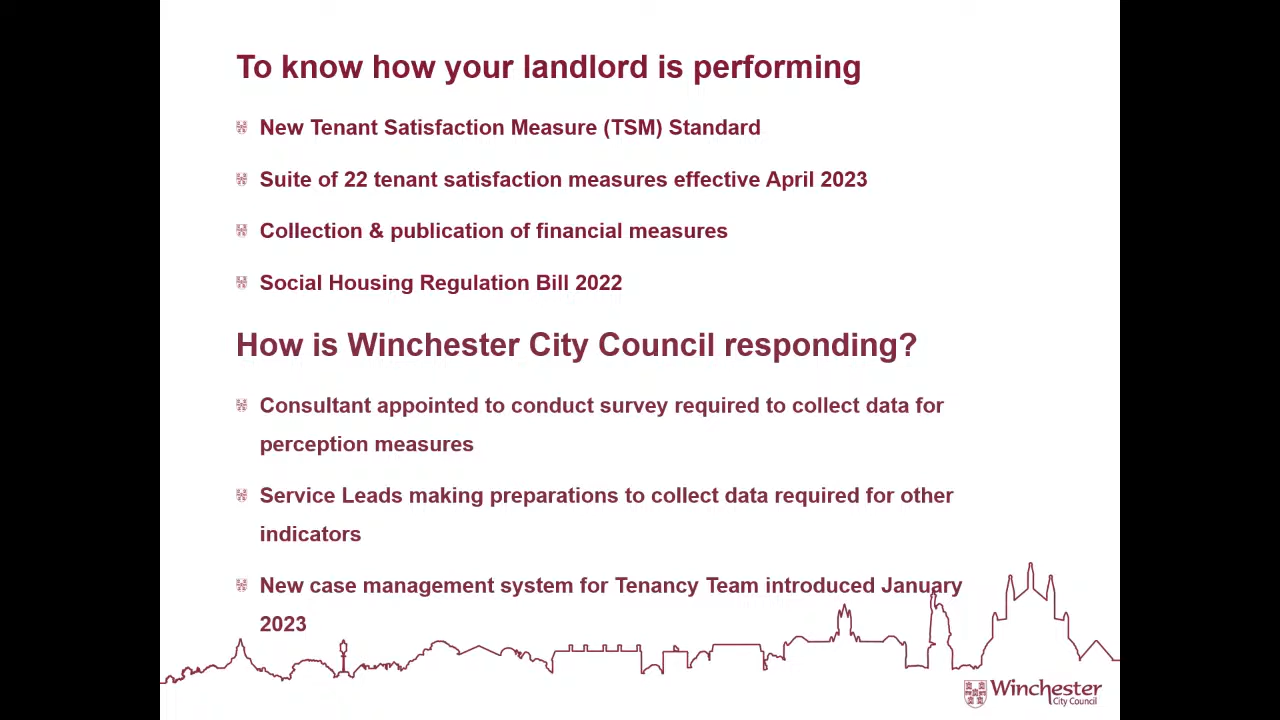 To know how your landlord is performing
New Tenant Satisfaction Measure (TSM) Standard
Suite of 22 tenant satisfaction measures effective April 2023
Collection & publication of financial measures
Social Housing Regulation Bill 2022
How is Winchester City Council responding?
Consultant appointed to conduct survey required to collect data for
perception measures
Service Leads making preparations to collect data required for other
indicators
New case management system for Tenancy Team introduced January
2023
Winchester
City Council